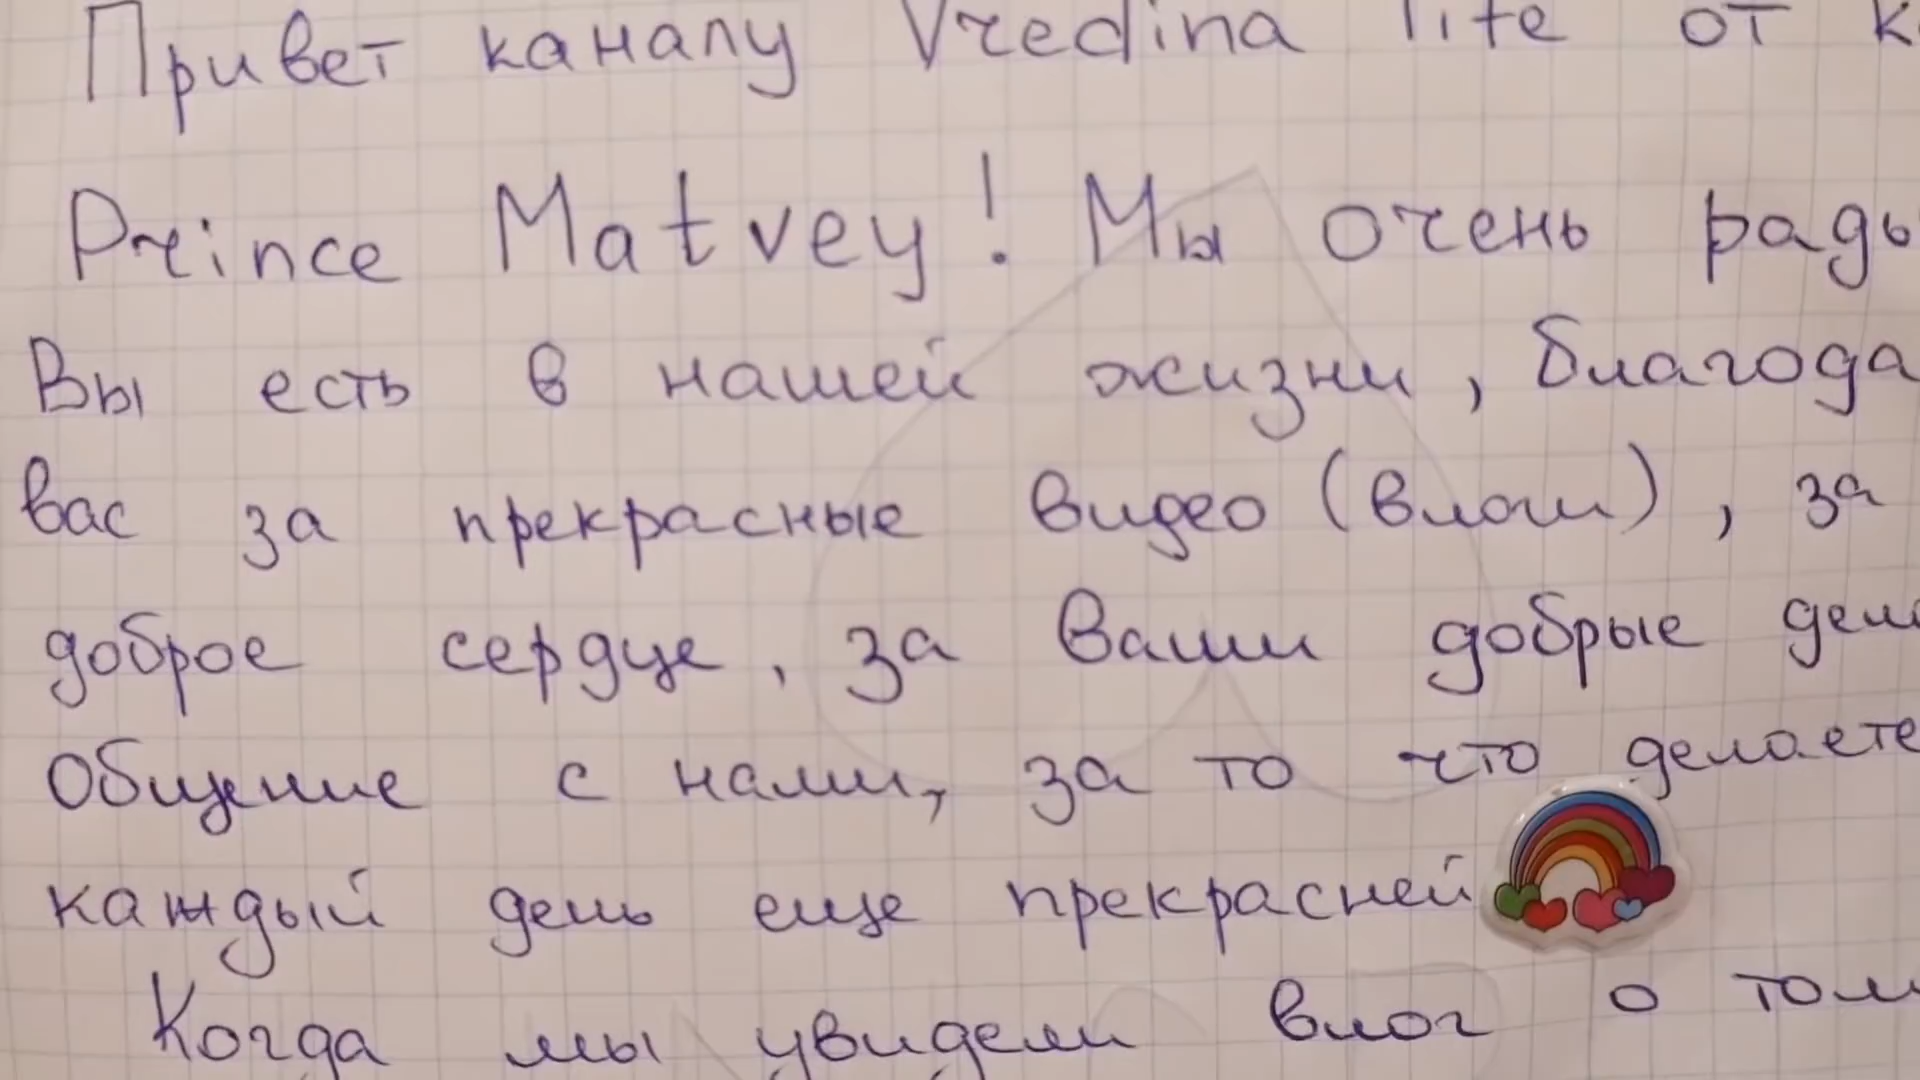 Привет каналу Vredina life от к
Prince Matvey! Мы очень рады
Вы есть в нашей жизни, благода
вас за прекрасные видео (влоги), за
доброе сердце, за Ваши добрые дела
Общение с нами, за то что делаете
каждый день еще прекрасней
Когда мы увидем влог о том